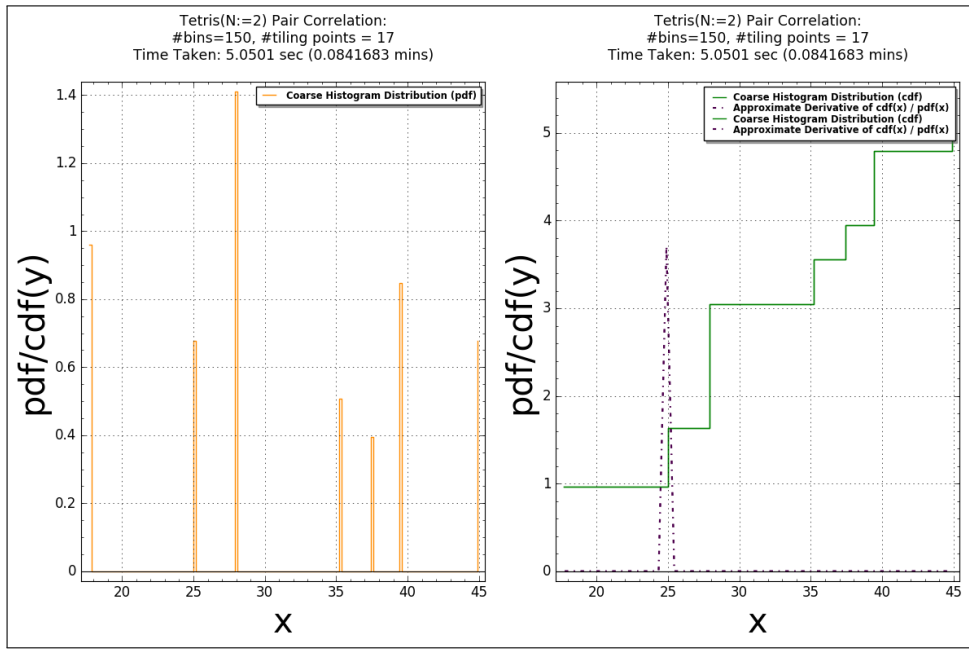 Tetris(N:=2) Pair Correlation:
#bins=150, #tiling points = 17
Time Taken: 5.0501 sec (0.0841683 mins)
Coarse Histogram Distribution (pdf)
pdf/cdf(y)
1.4
1.2
1
0.8
0.6
0.4
0.2
0
20
25
30
35
40
45
x
Tetris(N:=2) Pair Correlation:
#bins=150, #tiling points = 17
Time Taken: 5.0501 sec (0.0841683 mins)
Coarse Histogram Distribution (cdf)
Approximate Derivative of cdf(x) / pdf(x)
Coarse Histogram Distribution (cdf)
Approximate Derivative of cdf(x) / pdf(x)
pdf/cdf(y)
5
4
3
2
1
0
20
25
30
35
40
45
x